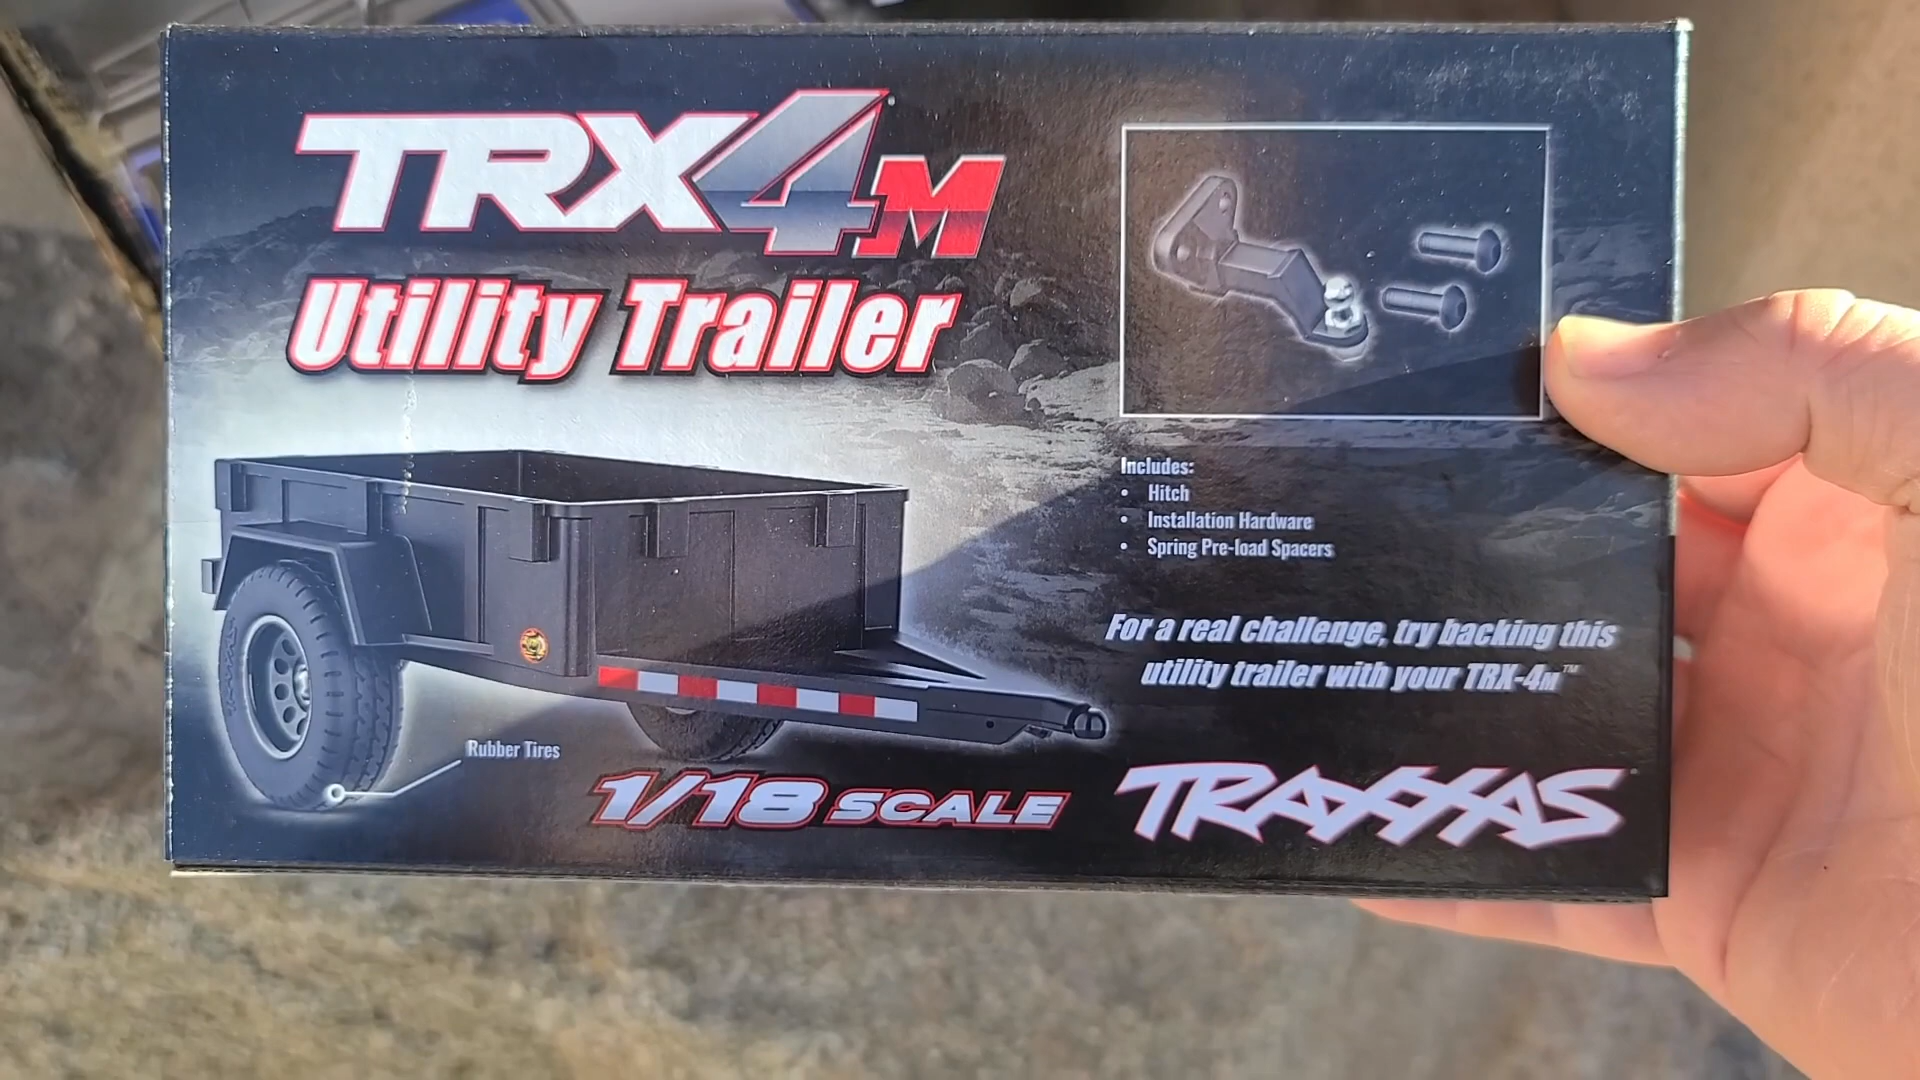 TRX4M
Utility Trailer
Includes:
• Hitch
• Installation Hardware
• Spring Pre-load Spacers
For a real challenge, try backing this
utility trailer with your TRX-4M™
Rubber Tires
1/18 SCALE
TRAXXAS